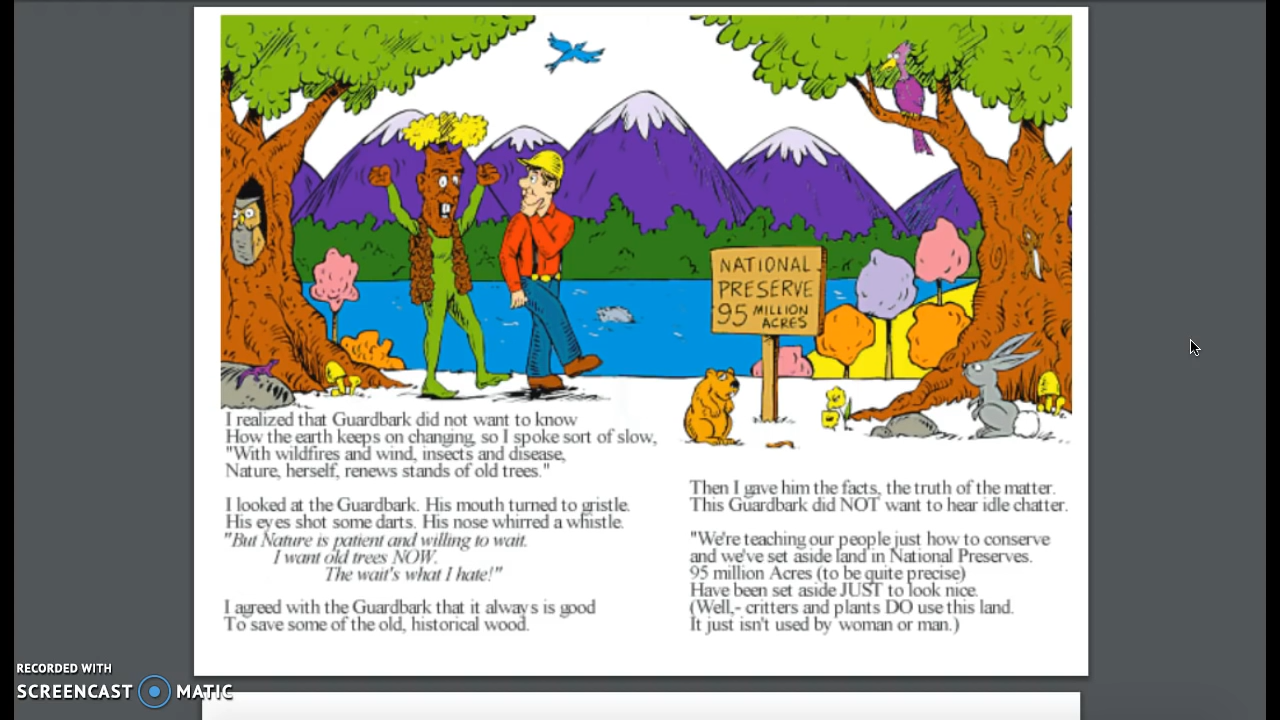 NATIONAL
PRESERVE
95 MILLION
ACRES
I realized that Guardbark did not want to know
How the earth keeps on changing, so I spoke sort of slow,
"With wildfires and wind, insects and disease,
Nature, herself, renews stands of old trees."
I looked at the Guardbark. His mouth turned to gristle.
His eyes shot some darts. His nose whirred a whistle.
"But Nature is patient and willing to wait.
I want old trees NOW.
The wait's what I hate!"
I agreed with the Guardbark that it always is good
To save some of the old, historical wood.
Then I gave him the facts, the truth of the matter.
This Guardbark did NOT want to hear idle chatter.
"We're teaching our people just how to conserve
and we've set aside land in National Preserves.
95 million Acres (to be quite precise)
Have been set aside JUST to look nice.
(Well,- critters and plants DO use this land.
It just isn't used by woman or man.)
RECORDED WITH
SCREENCAST MATIC